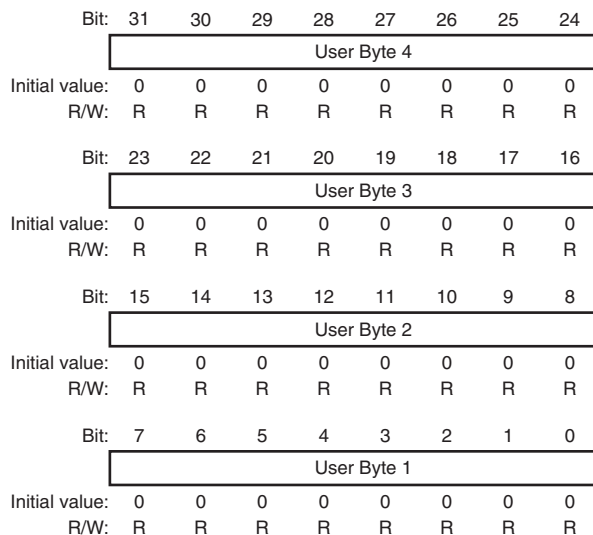 Bit: 31 30 29 28 27 26 25 24
User Byte 4
Initial value: 0 0 0 0 0 0 0 0
R/W: R R R R R R R R
Bit: 23 22 21 20 19 18 17 16
User Byte 3
Initial value: 0 0 0 0 0 0 0 0
R/W: R R R R R R R R
Bit: 15 14 13 12 11 10 9 8
User Byte 2
Initial value: 0 0 0 0 0 0 0 0
R/W: R R R R R R R R
Bit: 7 6 5 4 3 2 1 0
User Byte 1
Initial value: 0 0 0 0 0 0 0 0
R/W: R R R R R R R R